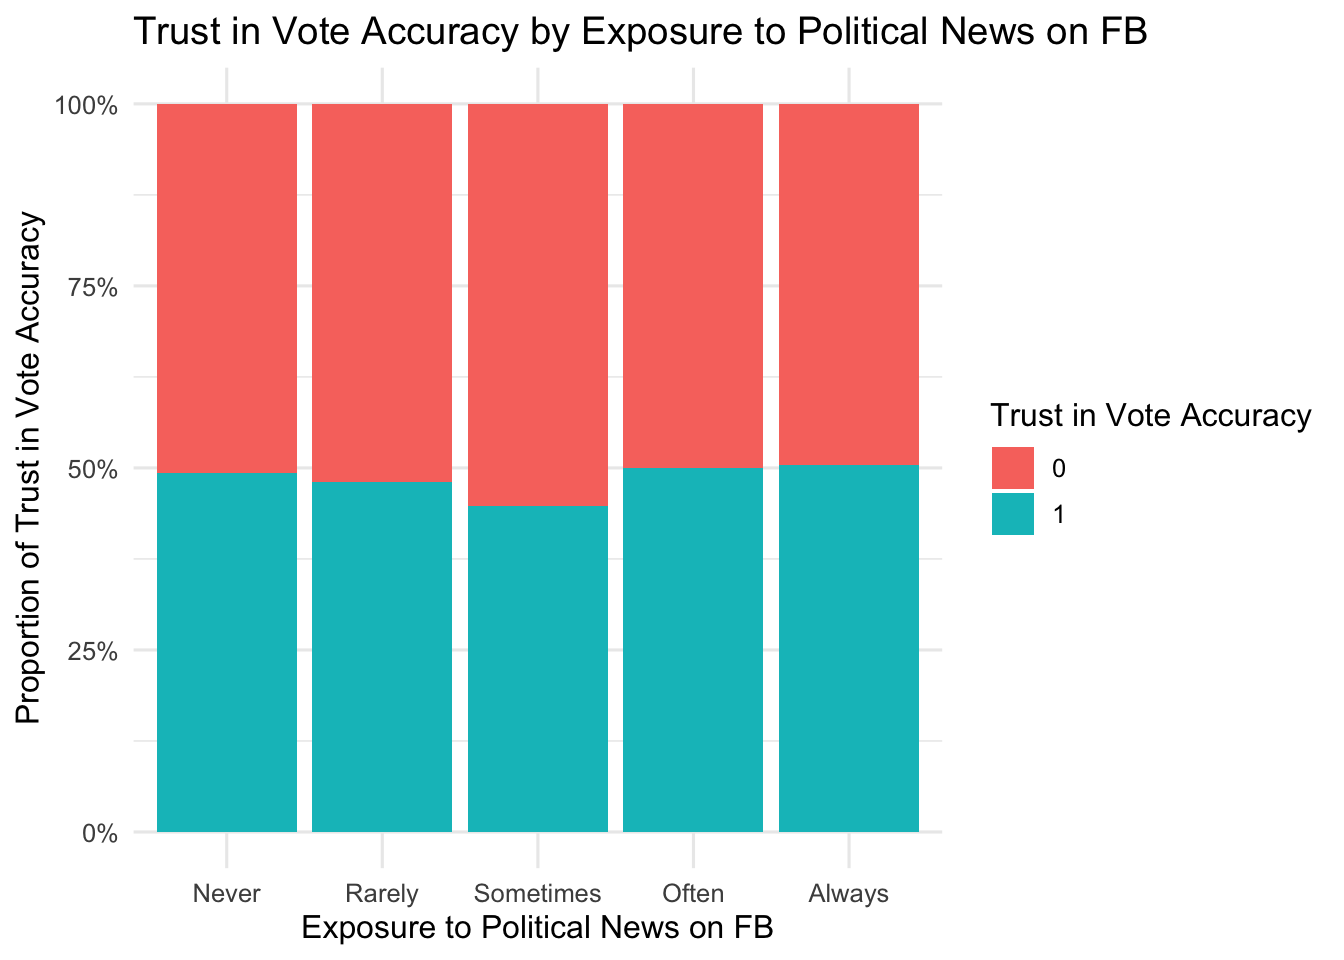 Trust in Vote Accuracy by Exposure to Political News on FB
Proportion of Trust in Vote Accuracy
100%
75%
50%
25%
0%
Never Rarely Sometimes Often Always
Exposure to Political News on FB
Trust in Vote Accuracy
0
1